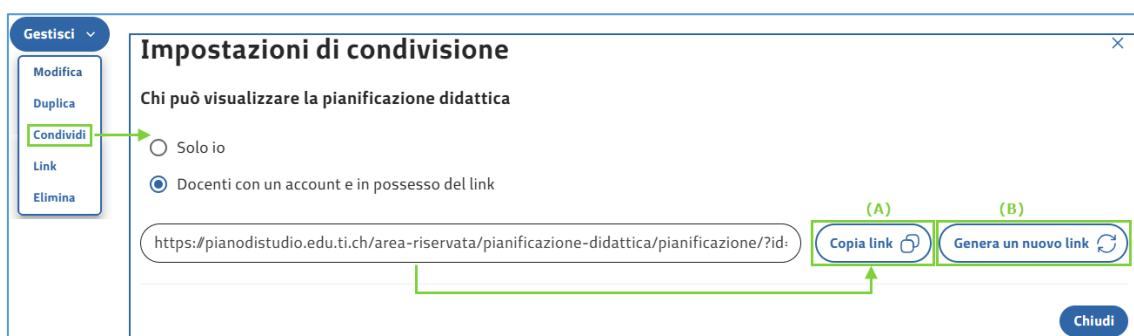 Gestisci
Modifica
Duplica
Condividi
Link
Elimina
Impostazioni di condivisione
Chi può visualizzare la pianificazione didattica
Solo io
Docenti con un account e in possesso del link
(A)
(B)
https://pianodistudio.edu.ti.ch/area-riservata/pianificazione-didattica/pianificazione/?id=
Copia link
Genera un nuovo link
Chiudi